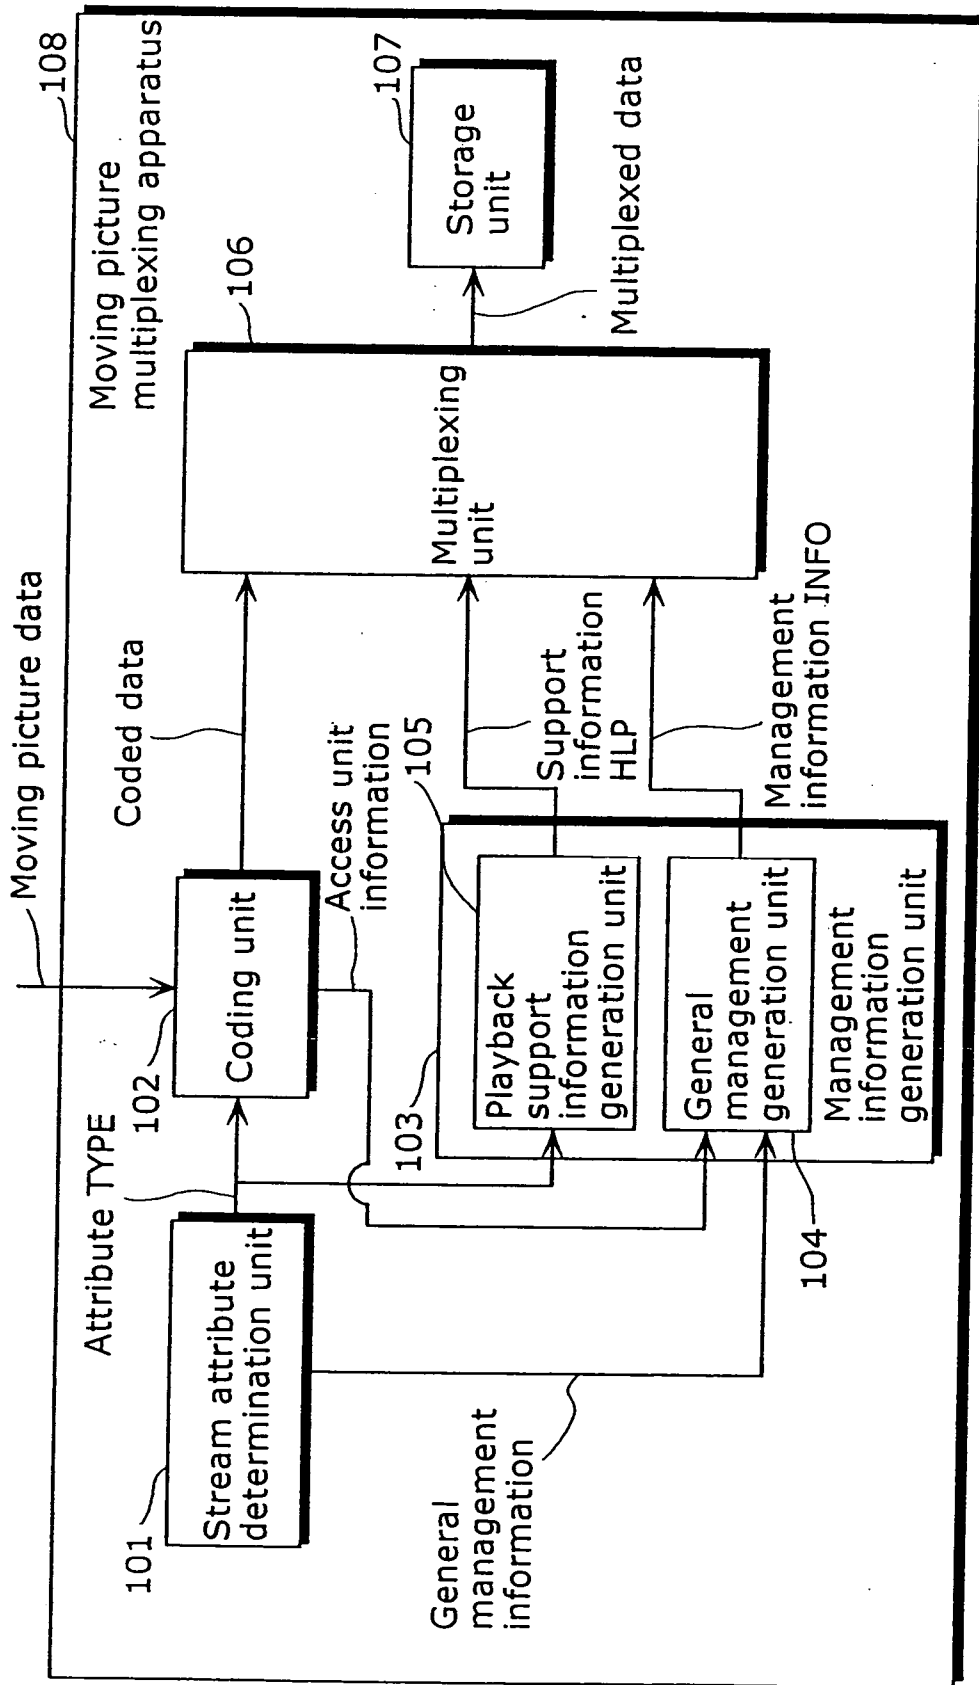 Moving picture data
108
Moving picture
multiplexing apparatus
Attribute TYPE
102
Coded data
106
101
Stream attribute
determination unit
Coding unit
Multiplexing
unit
107
Storage
unit
Access unit
information
Multiplexed data
103
105
Playback
support
information
generation unit
Support
information
HLP
General
management
information
104
General
management
generation unit
Management
information INFO
Management
information
generation unit